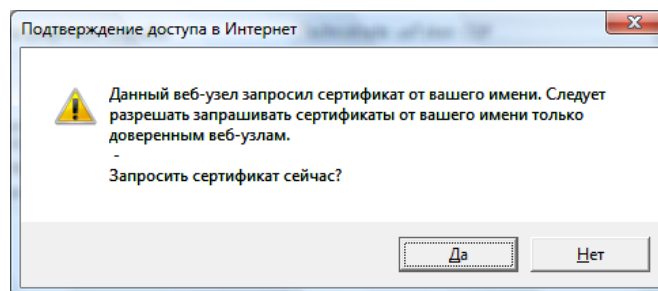 Подтверждение доступа в Интернет
Данный веб-узел запросил сертификат от вашего имени. Следует
разрешать запрашивать сертификаты от вашего имени только
доверенным веб-узлам.
-
Запросить сертификат сейчас?
Да
Нет